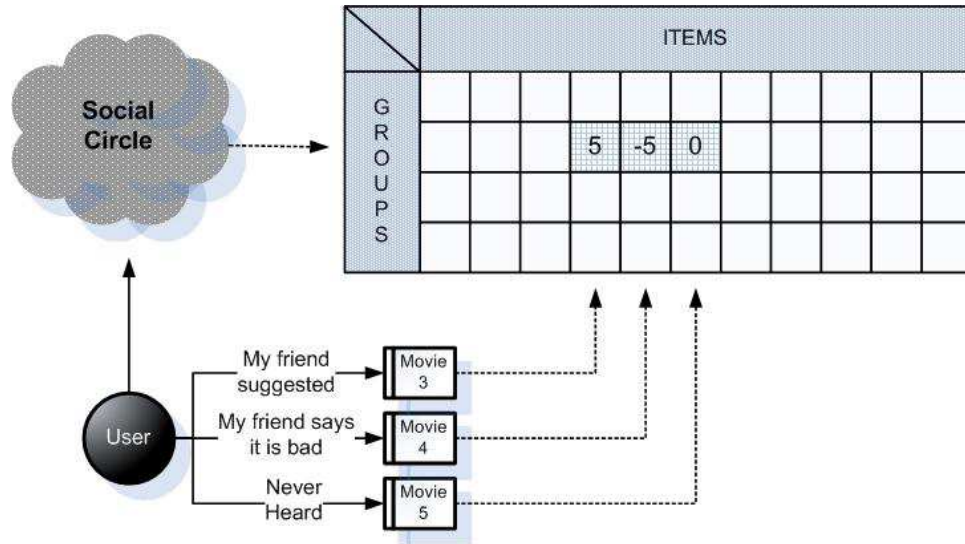 ITEMS
G
R
O
U
P
S
Social
Circle
5 -5 0
My friend
suggested
Movie
3
User
My friend says
it is bad
Movie
4
Never
Heard
Movie
5